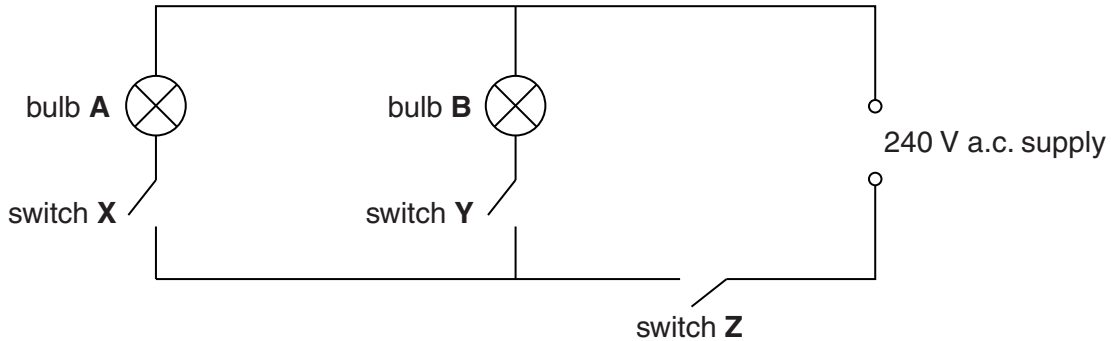 bulb A
bulb B
240 V a.c. supply
switch X
switch Y
switch Z